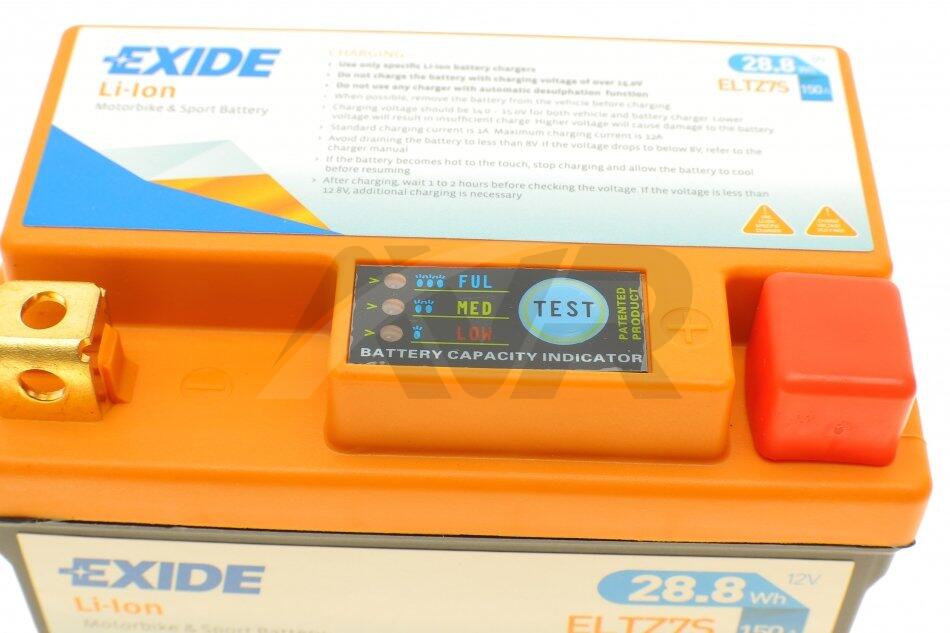 EXIDE
Li-Ion
Motorbike & Sport Battery
CHARGING
› Use only specific Li-Ion battery chargers
› Do not charge the battery with charging voltage of over 15.0V
› Do not use any charger with automatic desulphation function
› When possible, remove the battery from the vehicle before charging
› Charging voltage should be 14.0 - 15.0V for both vehicle and battery charger. Lower
voltage will result in insufficient charge. Higher voltage will cause damage to the battery
› Standard charging current is 1A. Maximum charging current is 12A
› Avoid draining the battery to less than 8V. If the voltage drops to below 8V, refer to the
charger manual
› If the battery becomes hot to the touch, stop charging and allow the battery to cool
before resuming
› After charging, wait 1 to 2 hours before checking the voltage. If the voltage is less than
12.8V, additional charging is necessary
28.8 Wh
ELTZ7S
150A
AVR
> FUL
> MED
> LOW
TEST
PATENTED
PRODUCT
BATTERY CAPACITY INDICATOR
+
-
EXIDE
Li-Ion
Motorbike & Sport Battery
28.8 Wh
12V
ELTZ7S
150A